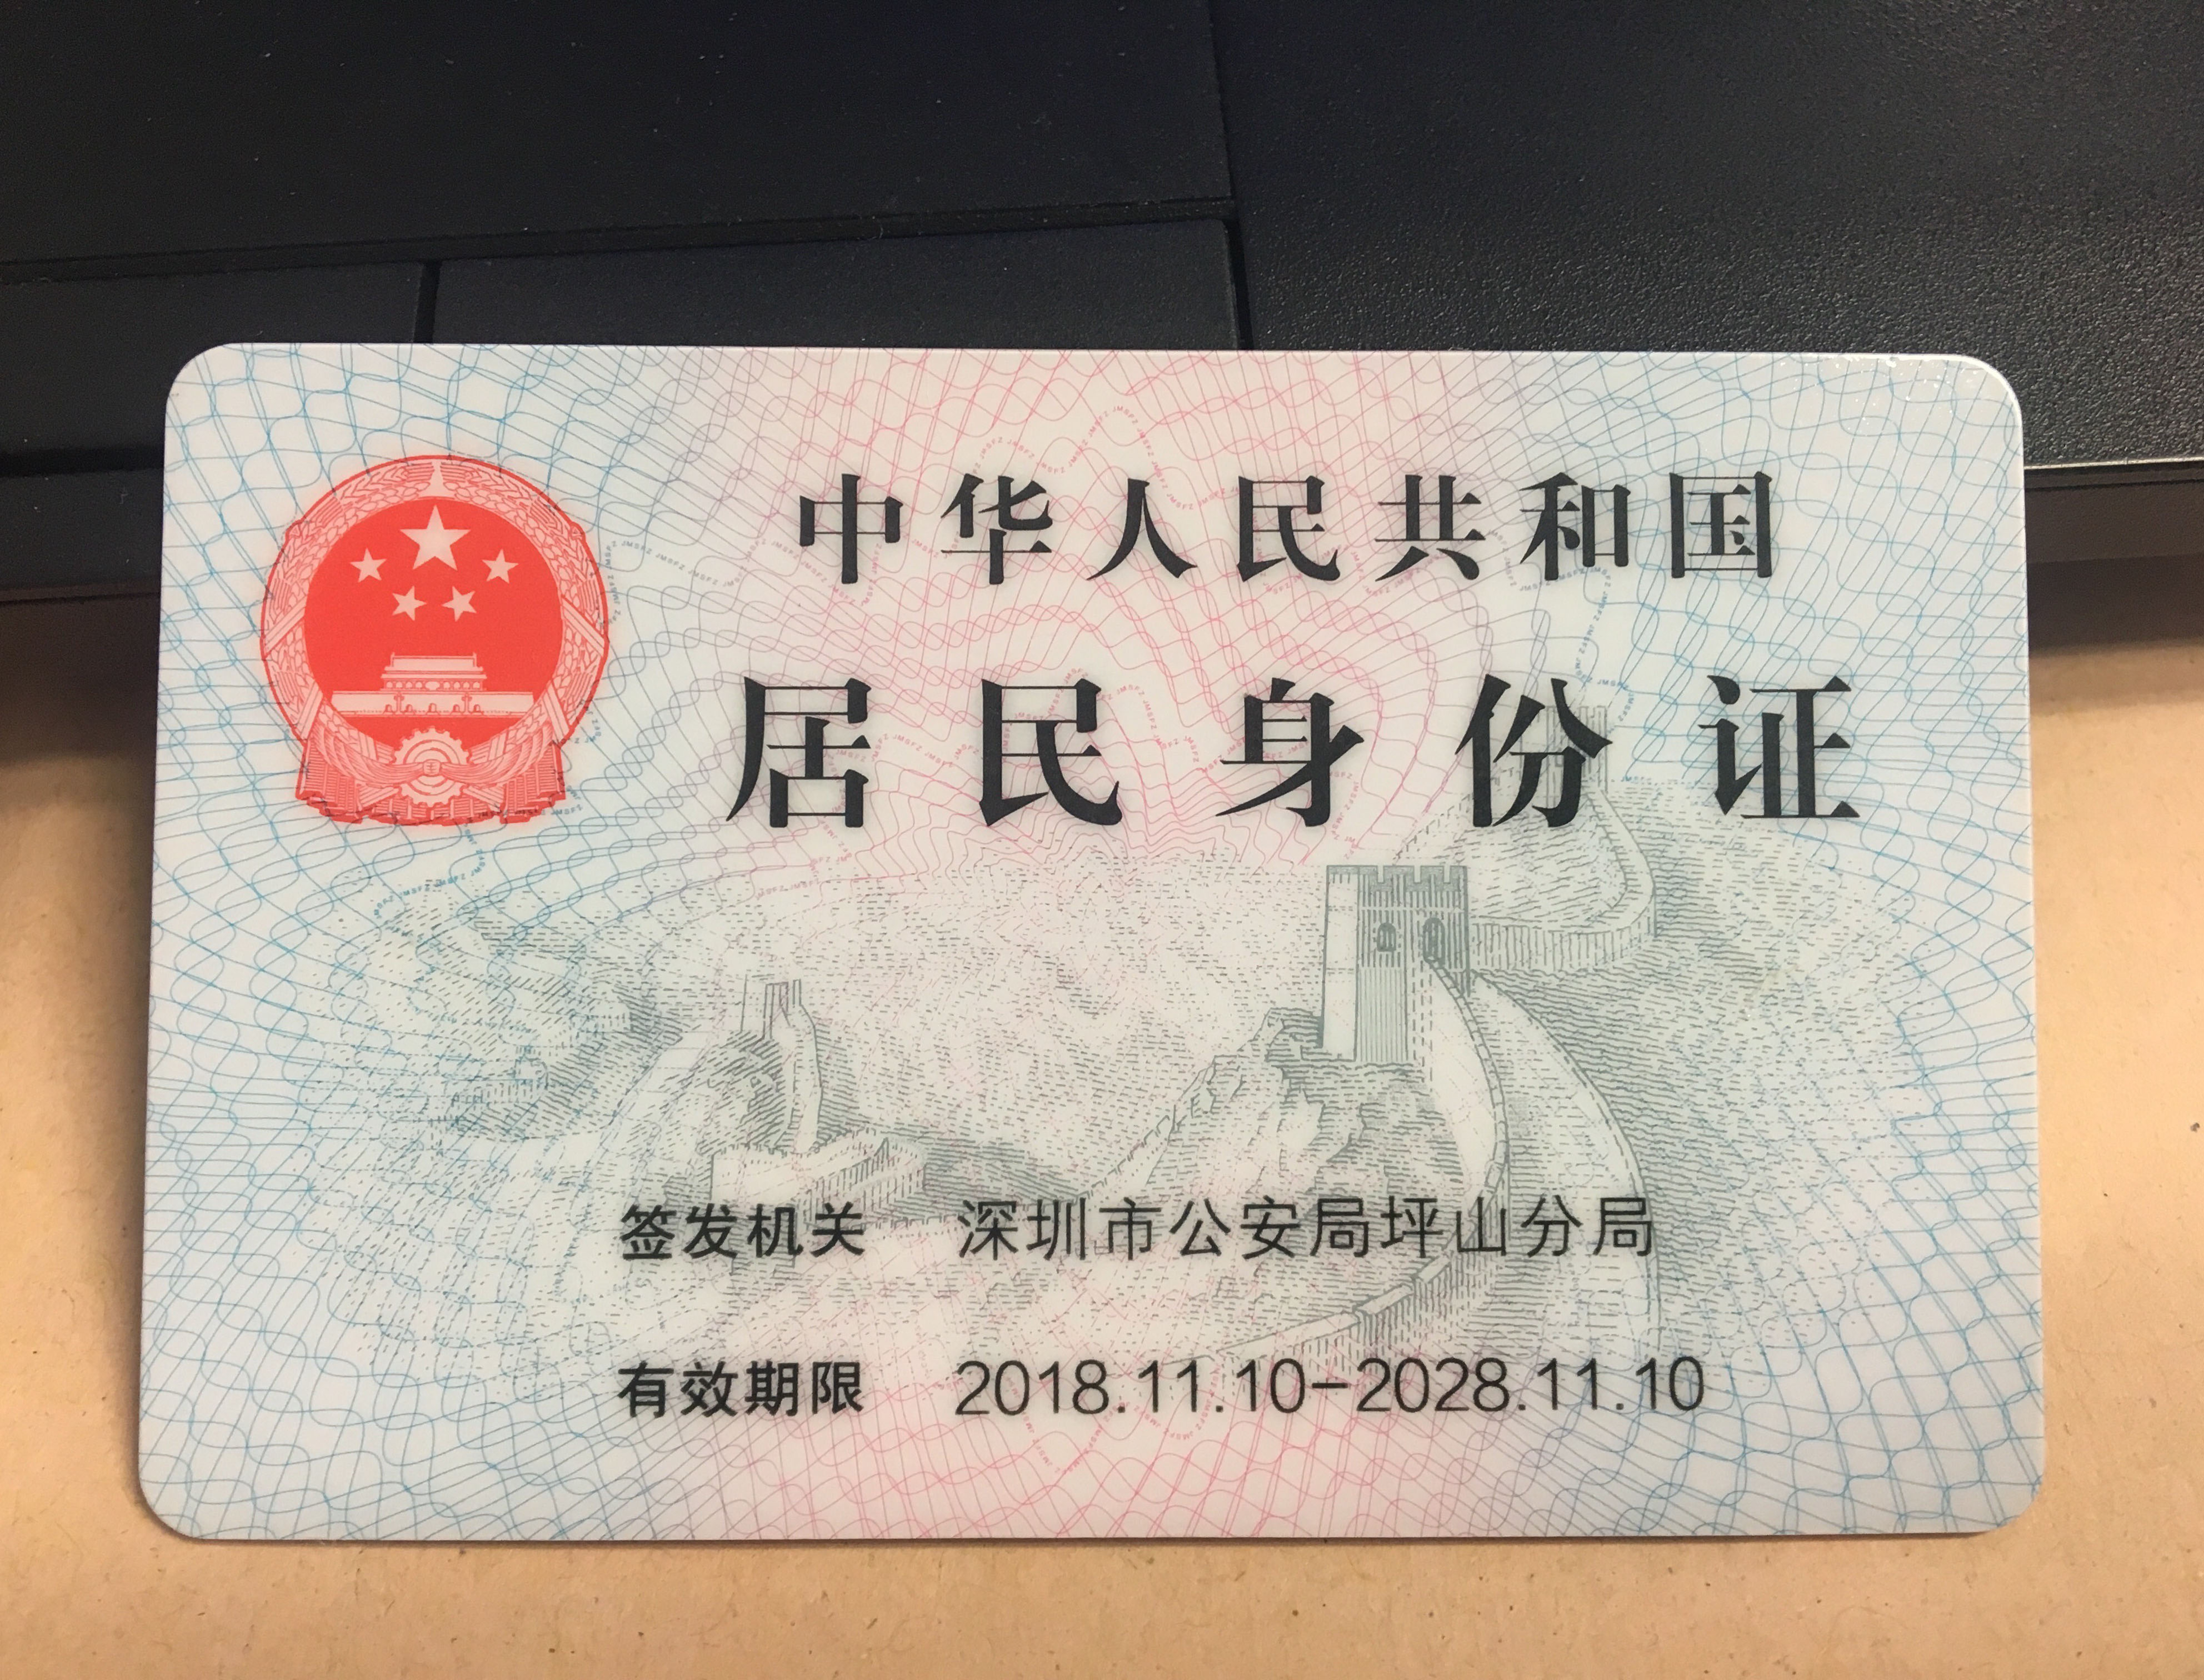 中华人民共和国
居民身份证
签发机关 深圳市公安局坪山分局
有效期限 2018.11.10-2028.11.10